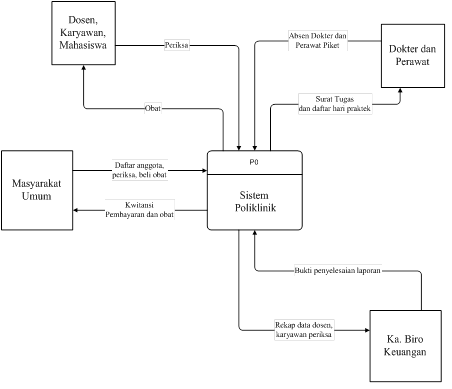 Dosen,
Karyawan,
Mahasiswa
Periksa
Absen Dokter dan
Perawat Piket
Dokter dan
Perawat
Obat
Surat Tugas
dan daftar hari praktek
Masyarakat
Umum
Daftar anggota,
periksa, beli obat
Kwitansi
Pembayaran dan obat
P0
Sistem
Poliklinik
Bukti penyelesaian laporan
Rekap data dosen,
karyawan periksa
Ka. Biro
Keuangan